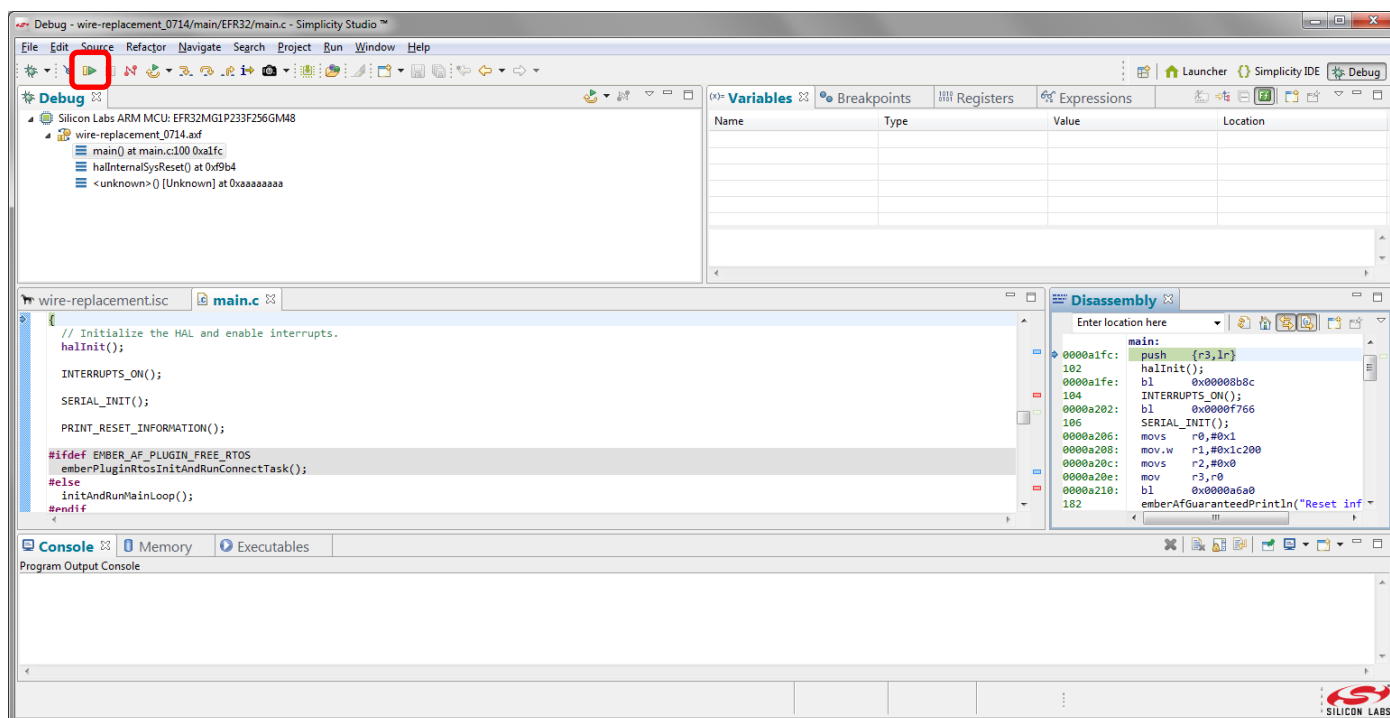 Debug - wire-replacement_0714/main/EFR32/main.c - Simplicity Studio ™
File Edit Source Refactor Navigate Search Project Run Window Help
Launcher {} Simplicity IDE Debug
Debug
Silicon Labs ARM MCU: EFR32MG1P233F256GM48
wire-replacement_0714.axf
main() at main.c:100 0xa1fc
halInternalSysReset() at 0xf9b4
<unknown>() [Unknown] at 0xaaaaaaaa
(x)= Variables Breakpoints 1010 Registers Expressions
Name Type Value Location
wire-replacement.isc main.c
{
// Initialize the HAL and enable interrupts.
halInit();
INTERRUPTS_ON();
SERIAL_INIT();
PRINT_RESET_INFORMATION();
#ifdef EMBER_AF_PLUGIN_FREE_RTOS
emberPluginRtosInitAndRunConnectTask();
#else
initAndRunMainLoop();
#endif
Disassembly
Enter location here
main:
0000a1fc: push {r3,lr}
102 halInit();
0000a1fe: bl 0x00008b8c
104 INTERRUPTS_ON();
0000a202: bl 0x0000f766
106 SERIAL_INIT();
0000a206: movs r0,#0x1
0000a208: mov.w r1,#0x1c200
0000a20c: movs r2,#0x0
0000a20e: mov r3,r0
0000a210: bl 0x0000a6a0
182 emberAfGuaranteedPrintln("Reset inf
Console Memory Executables
Program Output Console
SILICON LABS